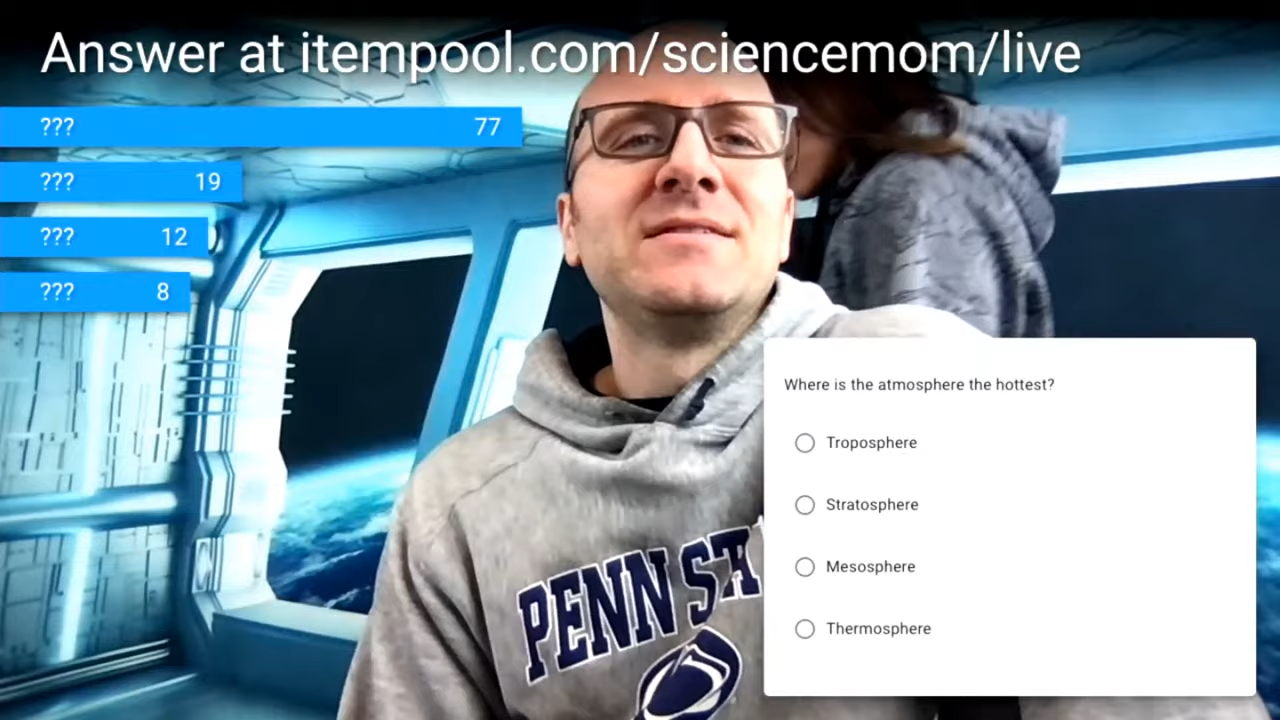 Answer at itempool.com/sciencemom/live
??? 77
??? 19
??? 12
??? 8
Where is the atmosphere the hottest?
Troposphere
Stratosphere
Mesosphere
Thermosphere
PENN STA